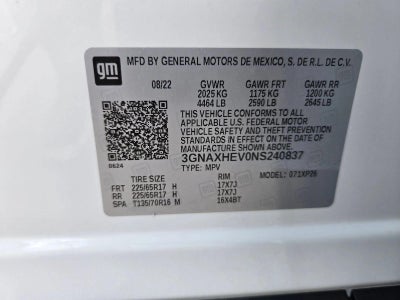 gm
MFD BY GENERAL MOTORS DE MEXICO, S. DE R.L. DE C.V.
08/22 GVWR GAWR FRT GAWR RR
2025 KG 1175 KG 1200 KG
4464 LB 2590 LB 2645 LB
THIS VEHICLE CONFORMS TO ALL
APPLICABLE U.S. FEDERAL MOTOR
VEHICLE SAFETY, BUMPER, AND THEFT PREVENTION
STANDARDS IN EFFECT ON THE DATE OF
MANUFACTURE SHOWN ABOVE.
3GNAXHEV0NS240837
0624
TYPE: MPV MODEL: 071XP26
TIRE SIZE RIM
FRT 225/65R17 H 17X7J
RR 225/65R17 H 17X7J
SPA T135/70R16 M 16X4BT